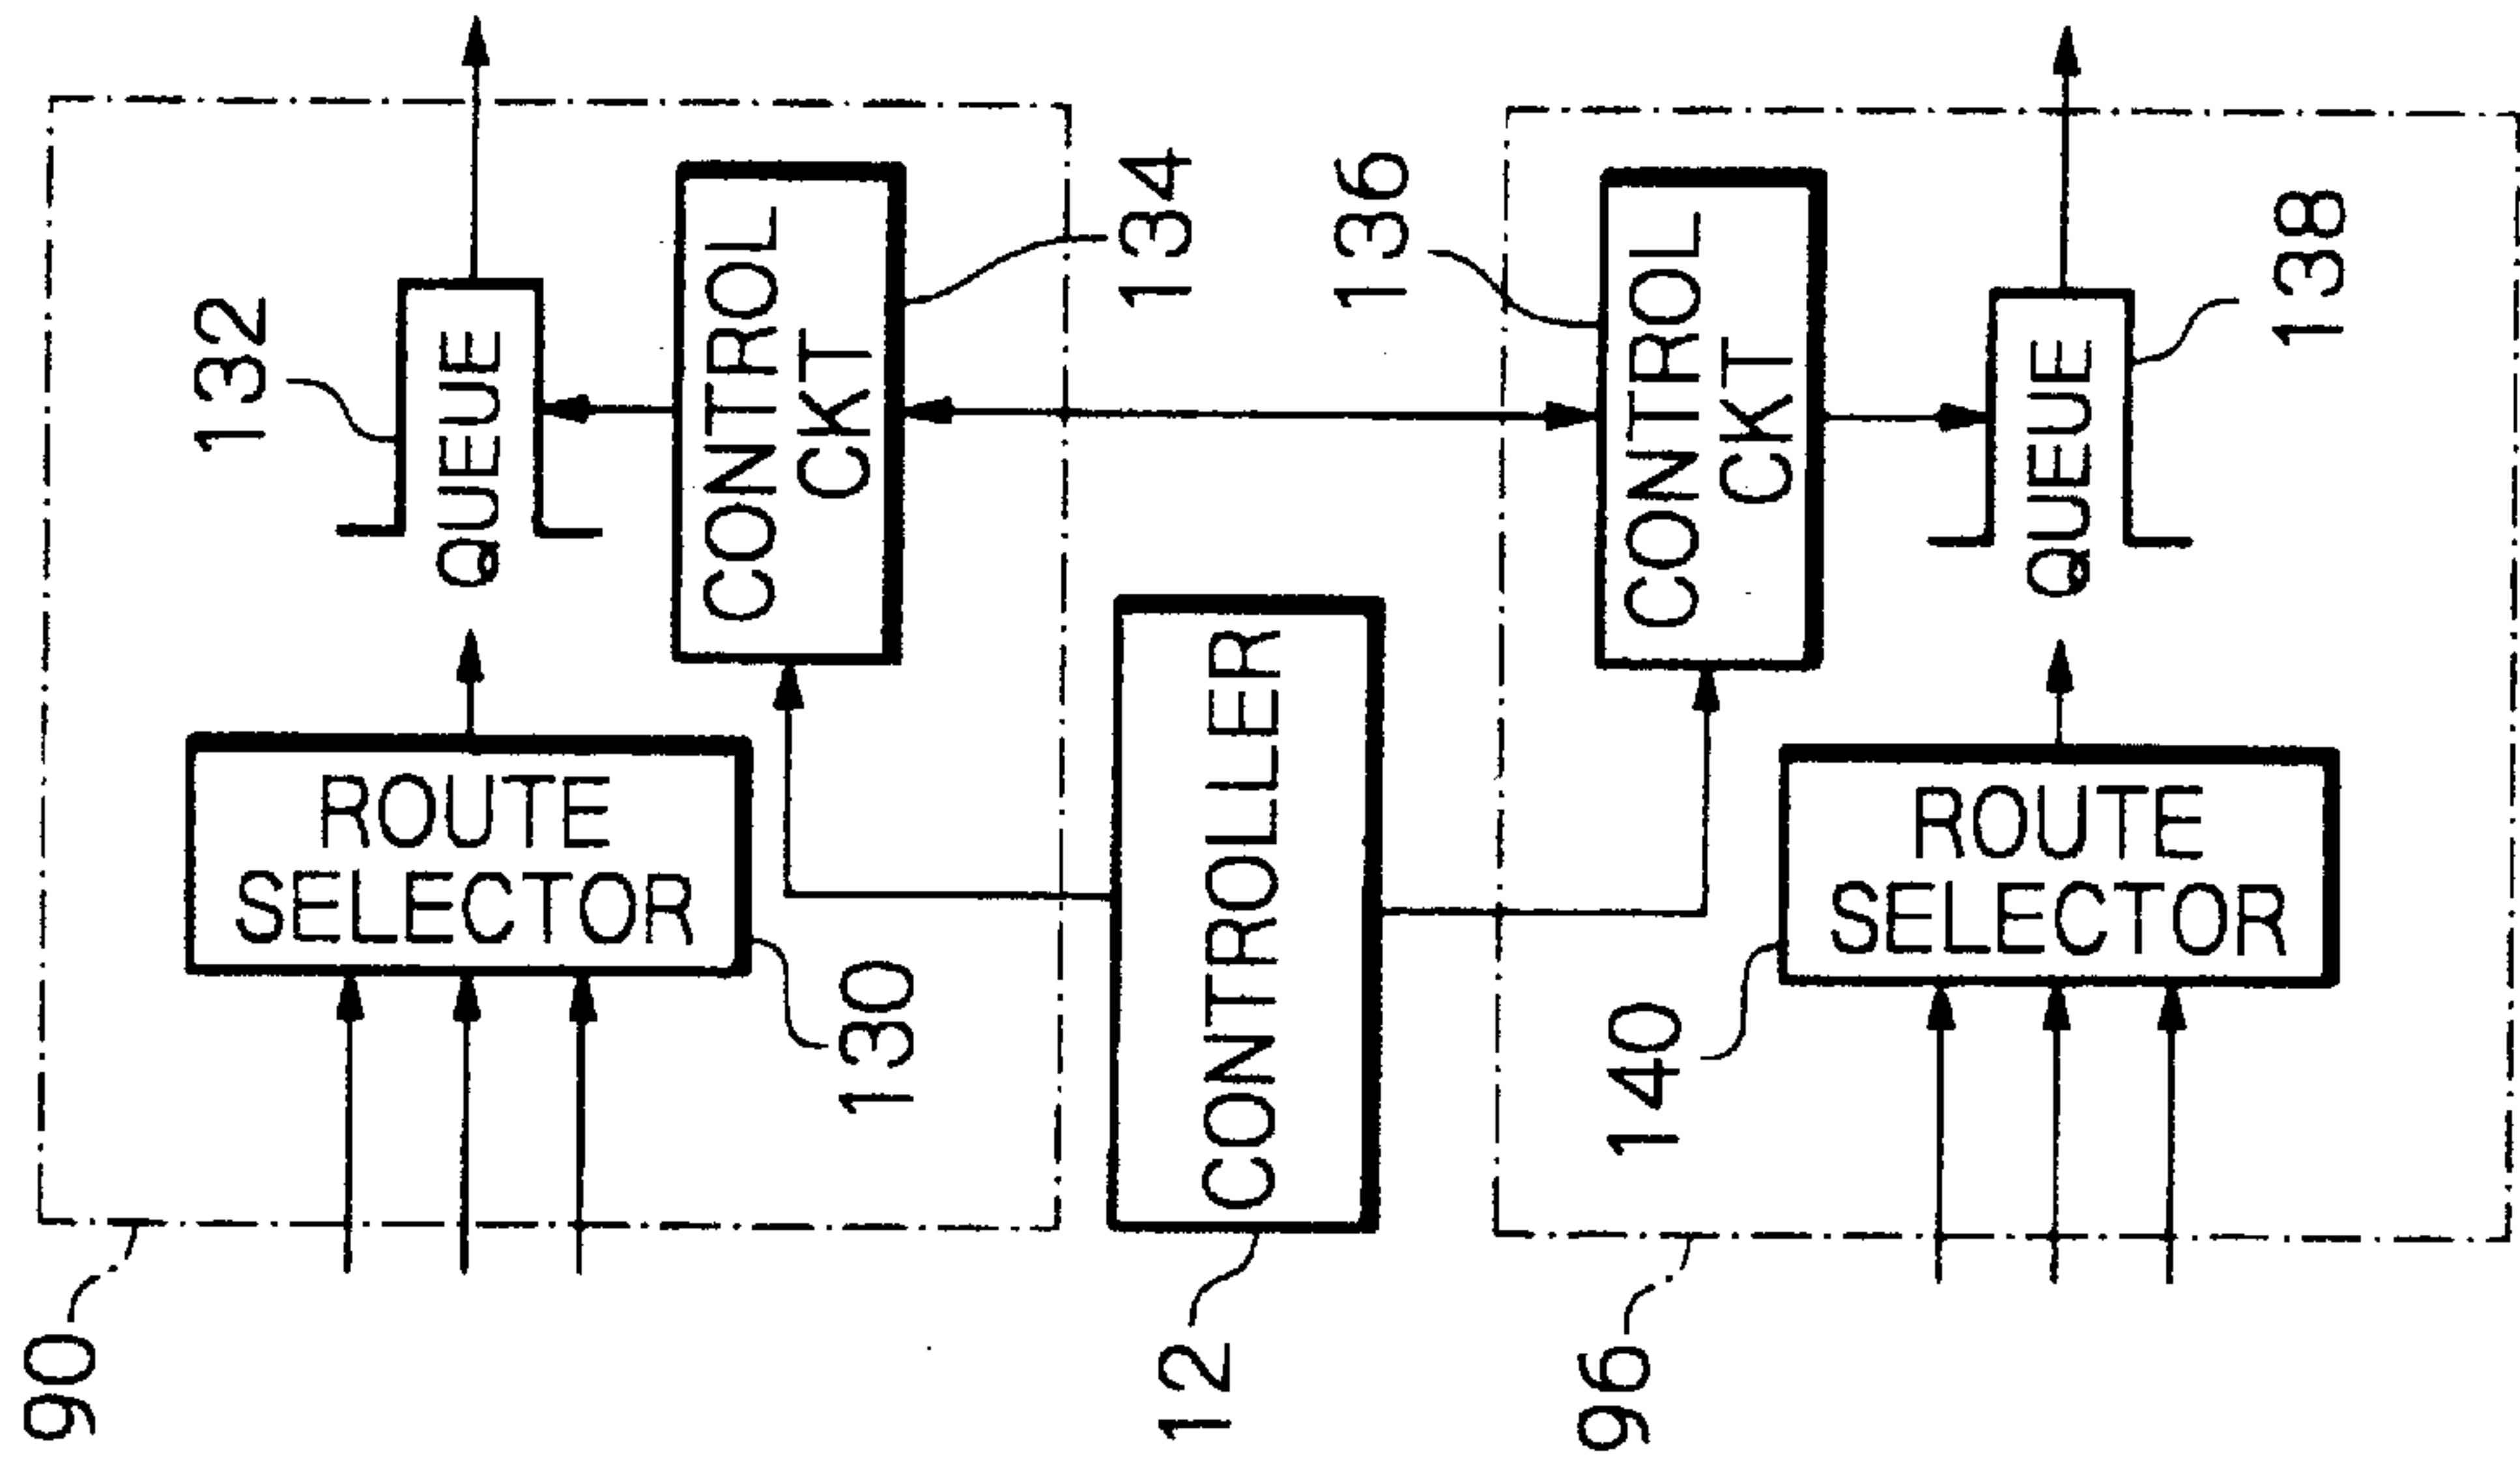 132
QUEUE
CONTROL
CKT
134
136
CONTROL
CKT
QUEUE
138
ROUTE
SELECTOR
130
CONTROLLER
ROUTE
SELECTOR
140
90
12
96